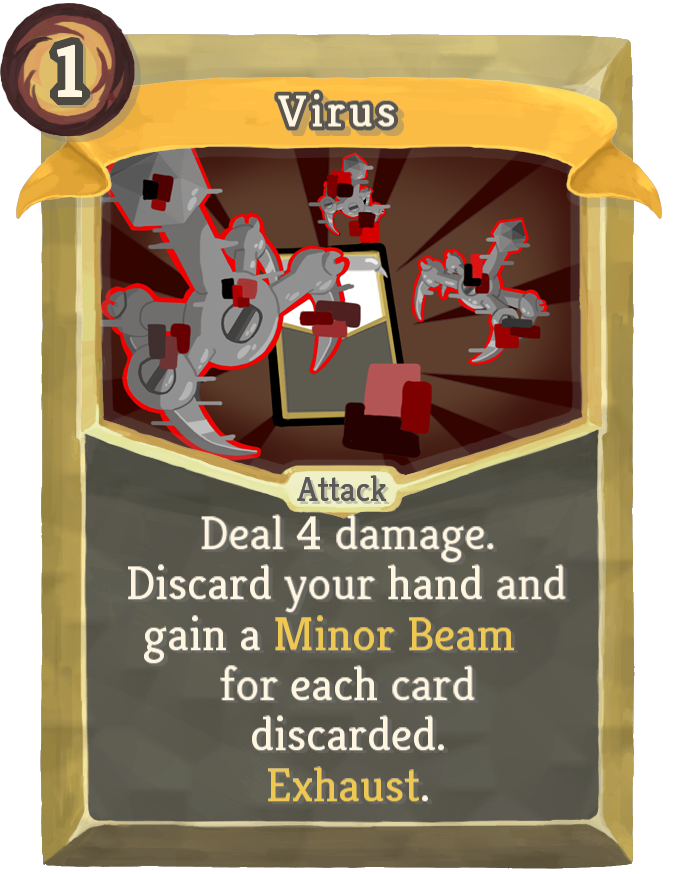 1
Virus
Attack
Deal 4 damage.
Discard your hand and
gain a Minor Beam
for each card
discarded.
Exhaust.